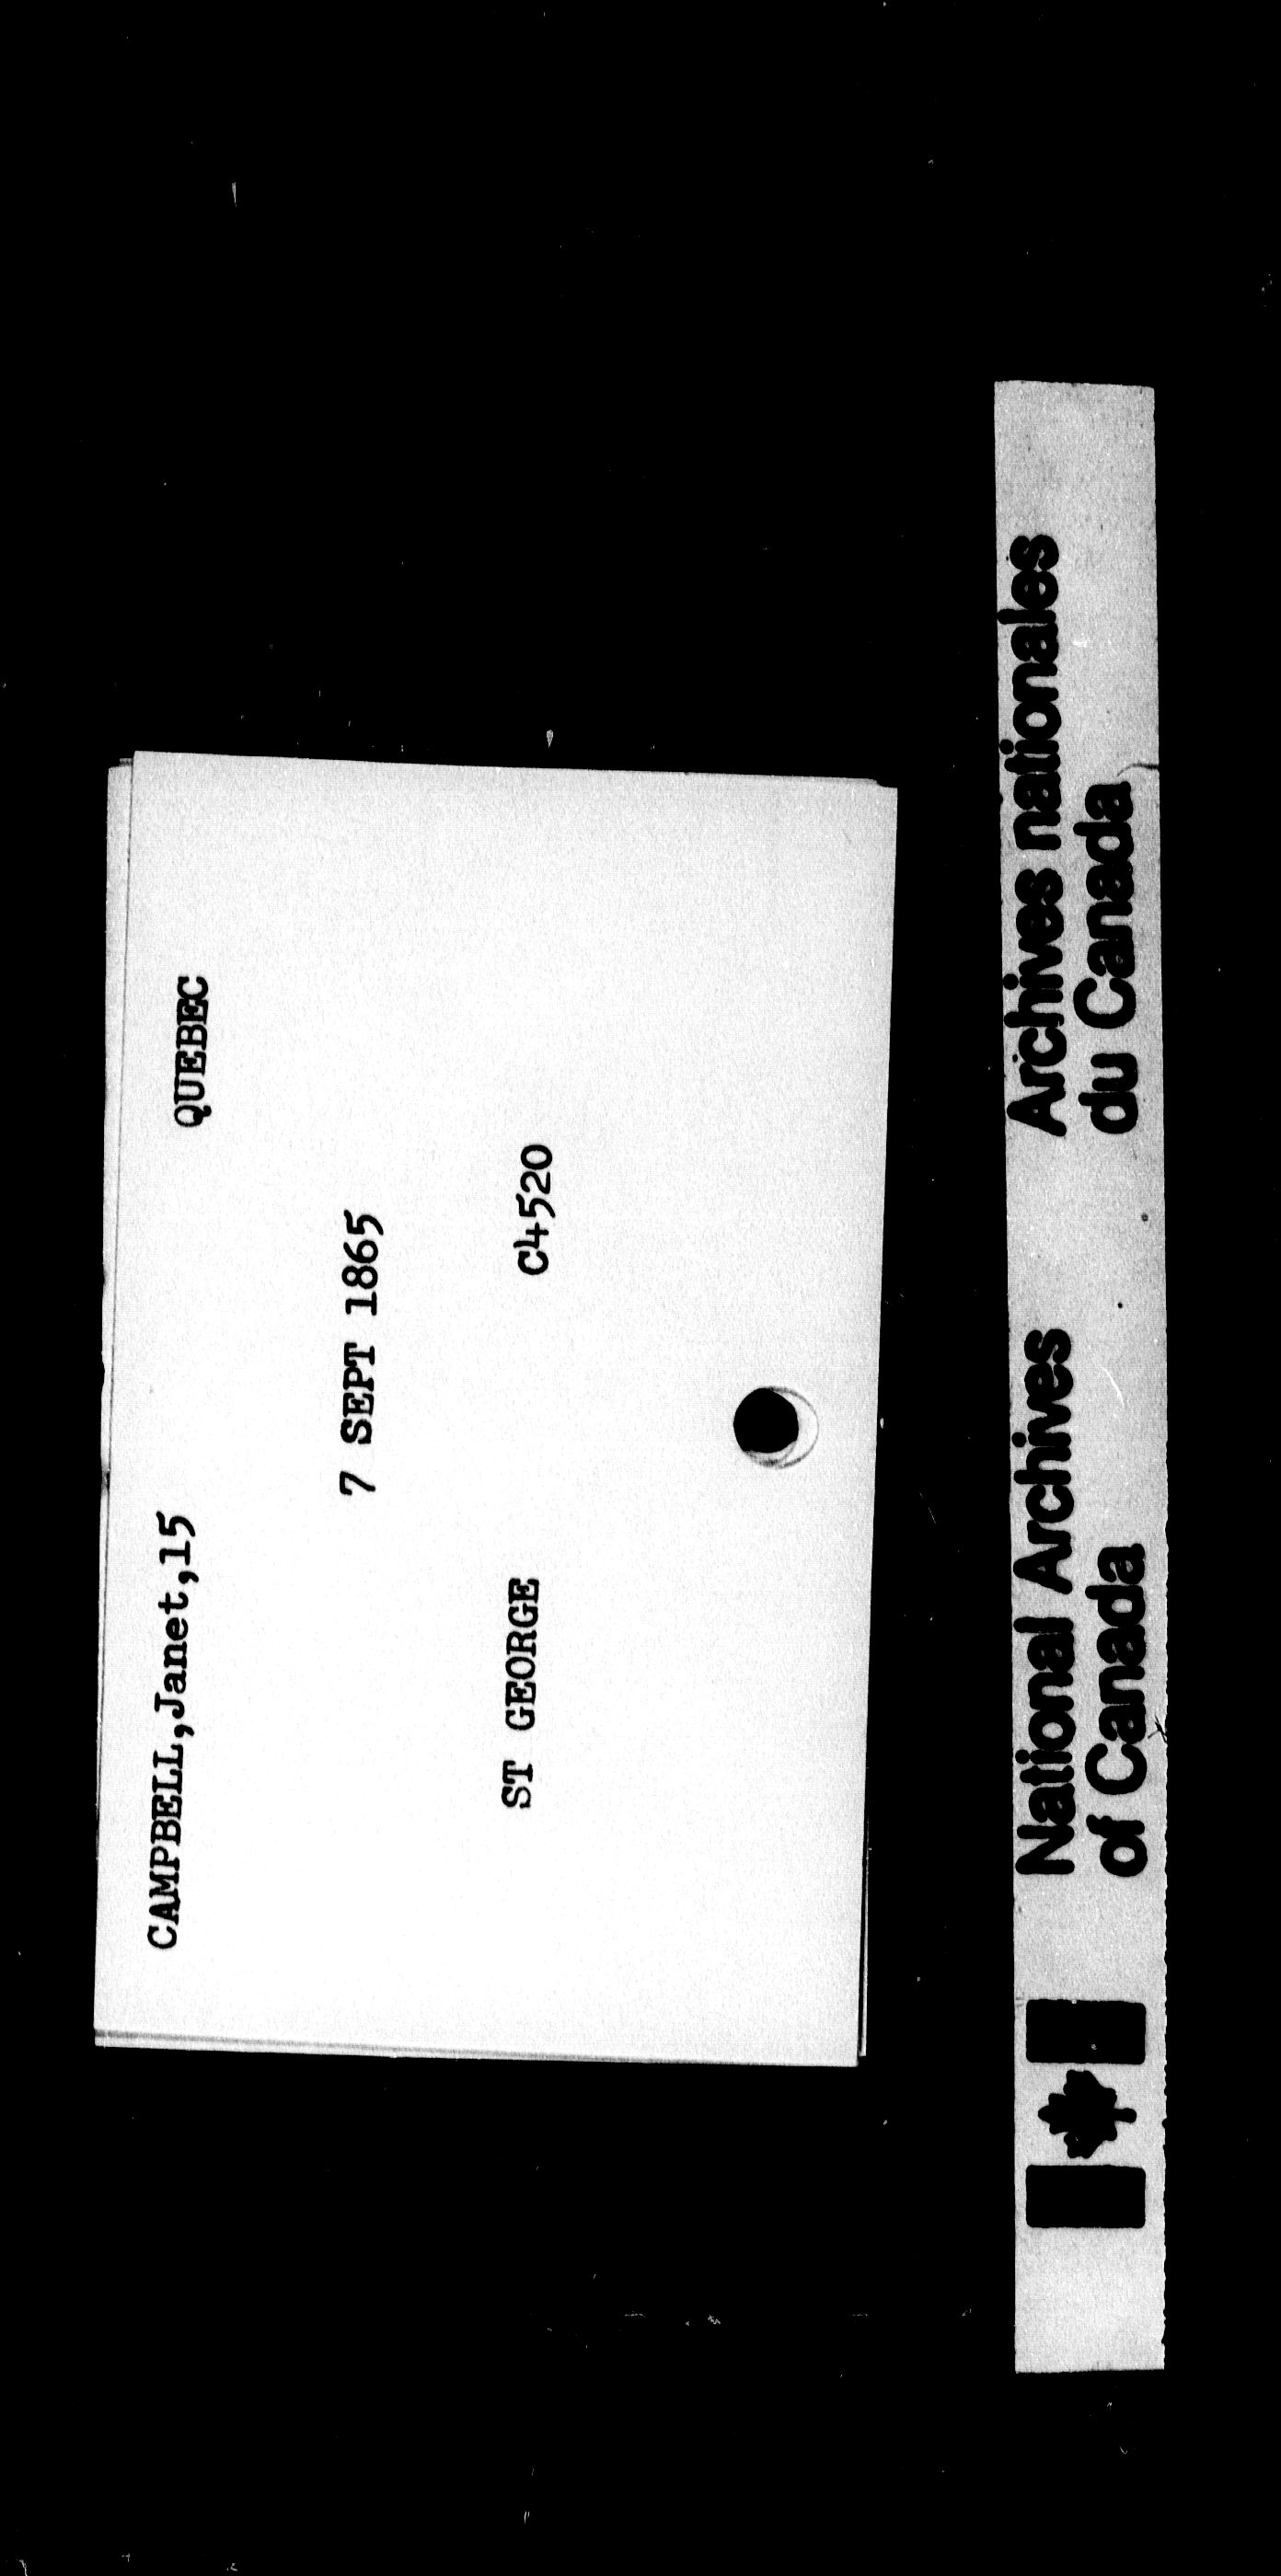 CAMPBELL,Janet,15 QUEBEC
7 SEPT 1865
ST GEORGE C4520
National Archives
of Canada
Archives nationales
du Canada